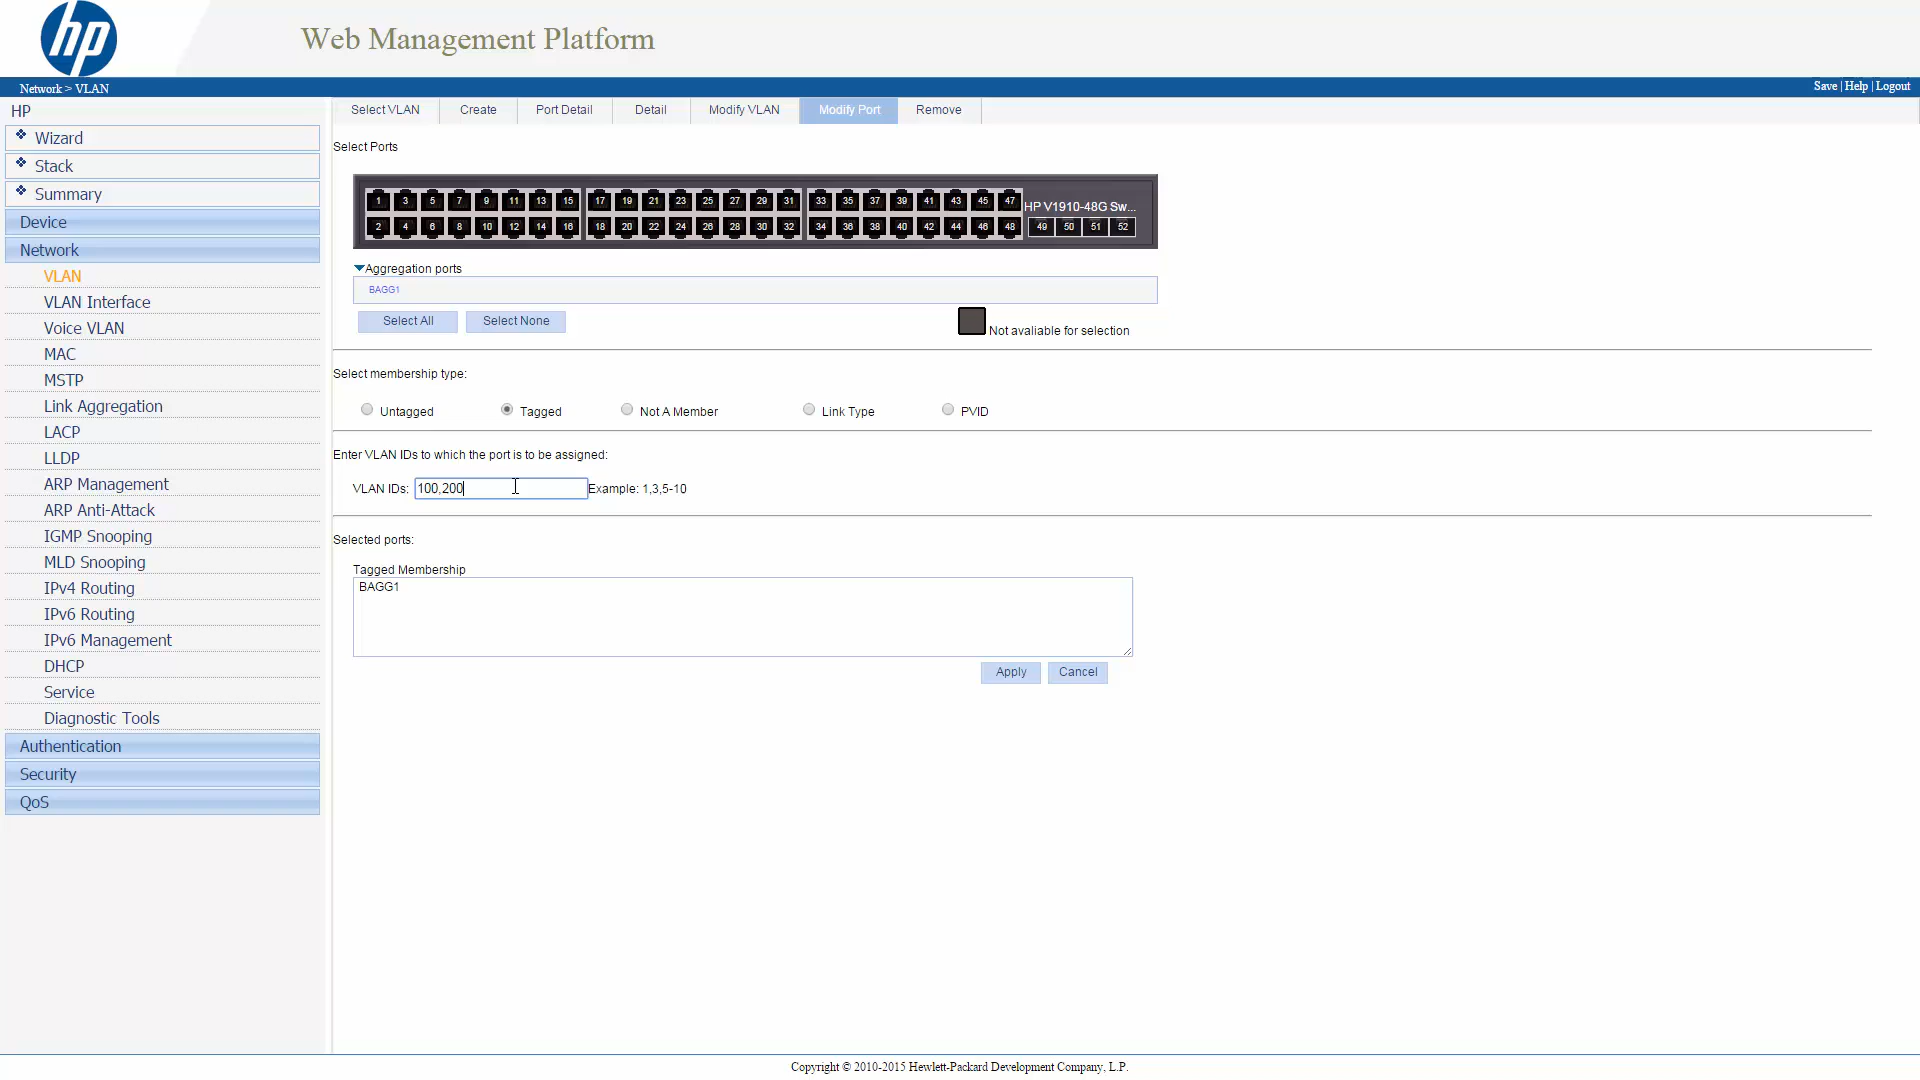 hp
Web Management Platform
Network > VLAN
Save | Help | Logout
HP
Wizard
Stack
Summary
Device
Network
VLAN
VLAN Interface
Voice VLAN
MAC
MSTP
Link Aggregation
LACP
LLDP
ARP Management
ARP Anti-Attack
IGMP Snooping
MLD Snooping
IPv4 Routing
IPv6 Routing
IPv6 Management
DHCP
Service
Diagnostic Tools
Authentication
Security
QoS
Select VLAN Create Port Detail Detail Modify VLAN Modify Port Remove
Select Ports
1 3 5 7 9 11 13 15 17 19 21 23 25 27 29 31 33 35 37 39 41 43 45 47
HP V1910-48G Sw...
2 4 6 8 10 12 14 16 18 20 22 24 26 28 30 32 34 36 38 40 42 44 46 48 49 50 51 52
Aggregation ports
BAGG1
Select All Select None
Not avaliable for selection
Select membership type:
Untagged Tagged Not A Member Link Type PVID
Enter VLAN IDs to which the port is to be assigned:
VLAN IDs: 100,200 Example: 1,3,5-10
Selected ports:
Tagged Membership
BAGG1
Apply Cancel
Copyright © 2010-2015 Hewlett-Packard Development Company, L.P.